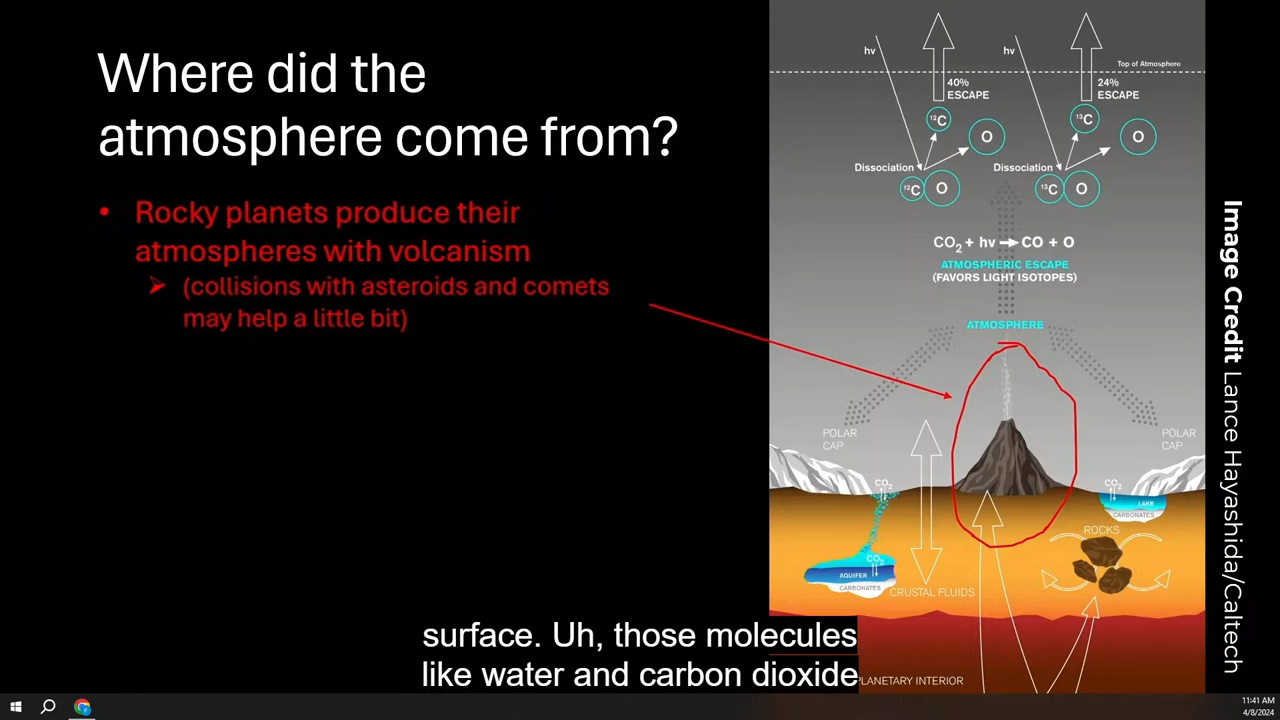 Where did the
atmosphere come from?
• Rocky planets produce their
atmospheres with volcanism
➢ (collisions with asteroids and comets
may help a little bit)
hv
hv
Top of Atmosphere
40%
ESCAPE
24%
ESCAPE
¹²C
O
¹³C
O
Dissociation
Dissociation
¹²C
O
¹³C
O
CO₂ + hv → CO + O
ATMOSPHERIC ESCAPE
(FAVORS LIGHT ISOTOPES)
ATMOSPHERE
POLAR
CAP
POLAR
CAP
CO₂
CO₂
LAKE
CARBONATES
ROCKS
CO₂
AQUIFER
CARBONATES
CRUSTAL FLUIDS
PLANETARY INTERIOR
Image Credit Lance Hayashida/Caltech
surface. Uh, those molecules
like water and carbon dioxide
11:41 AM
4/8/2024